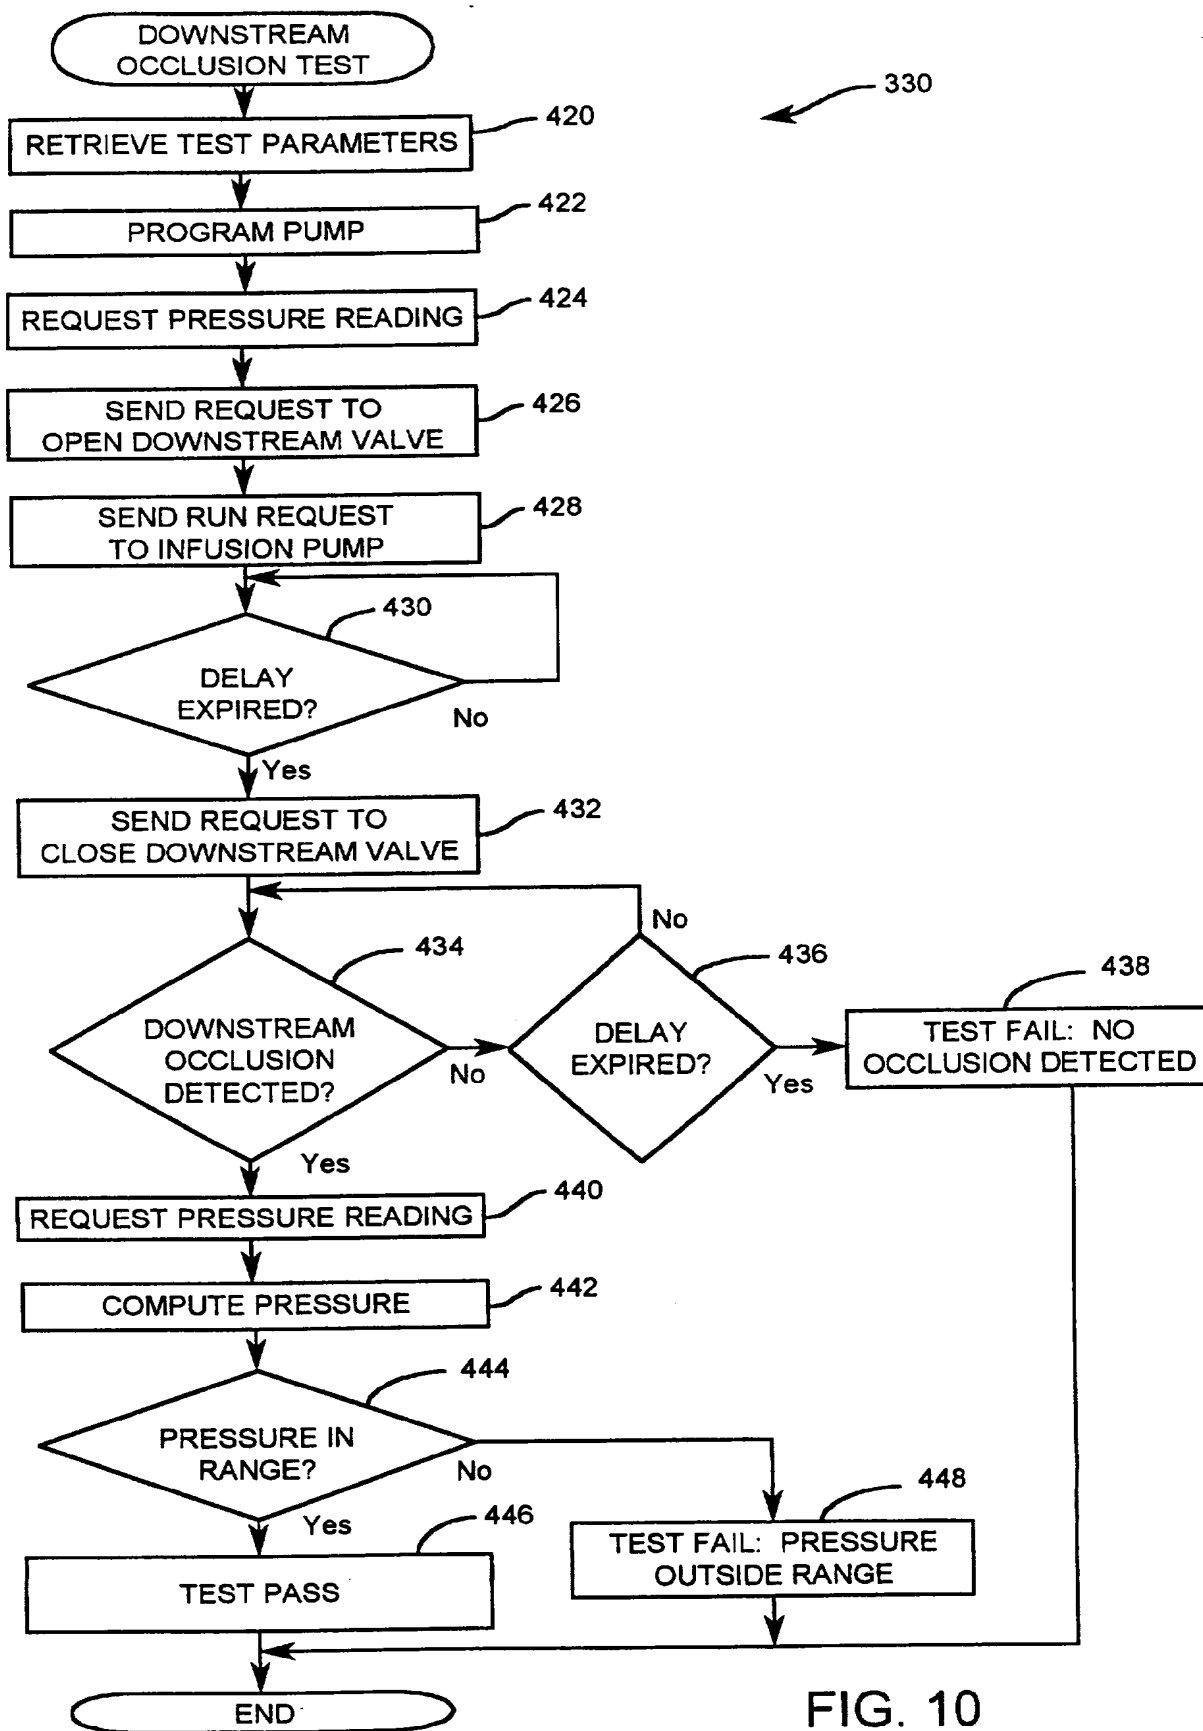 DOWNSTREAM
OCCLUSION TEST
330
420
RETRIEVE TEST PARAMETERS
422
PROGRAM PUMP
424
REQUEST PRESSURE READING
426
SEND REQUEST TO
OPEN DOWNSTREAM VALVE
428
SEND RUN REQUEST
TO INFUSION PUMP
430
DELAY
EXPIRED?
No
Yes
432
SEND REQUEST TO
CLOSE DOWNSTREAM VALVE
No
434
436
438
DOWNSTREAM
OCCLUSION
DETECTED?
No
DELAY
EXPIRED?
Yes
TEST FAIL: NO
OCCLUSION DETECTED
Yes
440
REQUEST PRESSURE READING
442
COMPUTE PRESSURE
444
PRESSURE IN
RANGE?
No
Yes
446
448
TEST PASS
TEST FAIL: PRESSURE
OUTSIDE RANGE
END
FIG. 10